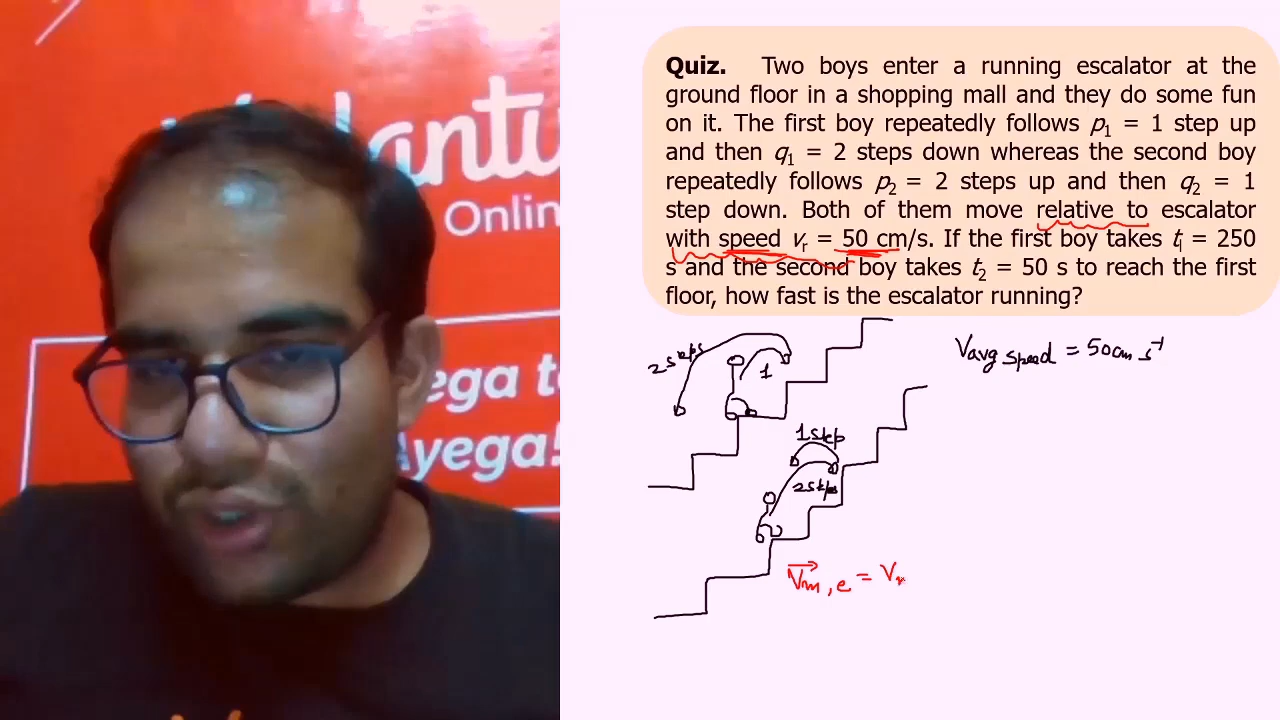 antu
Onlin
ega t
Ayega!
Quiz. Two boys enter a running escalator at the
ground floor in a shopping mall and they do some fun
on it. The first boy repeatedly follows p₁ = 1 step up
and then q₁ = 2 steps down whereas the second boy
repeatedly follows p₂ = 2 steps up and then q₂ = 1
step down. Both of them move relative to escalator
with speed vᵣ = 50 cm/s. If the first boy takes t₁ = 250
s and the second boy takes t₂ = 50 s to reach the first
floor, how fast is the escalator running?
2 steps
1
Vavg speed = 50cm s⁻¹
1 step
2 steps
V⃗m,e = Vr